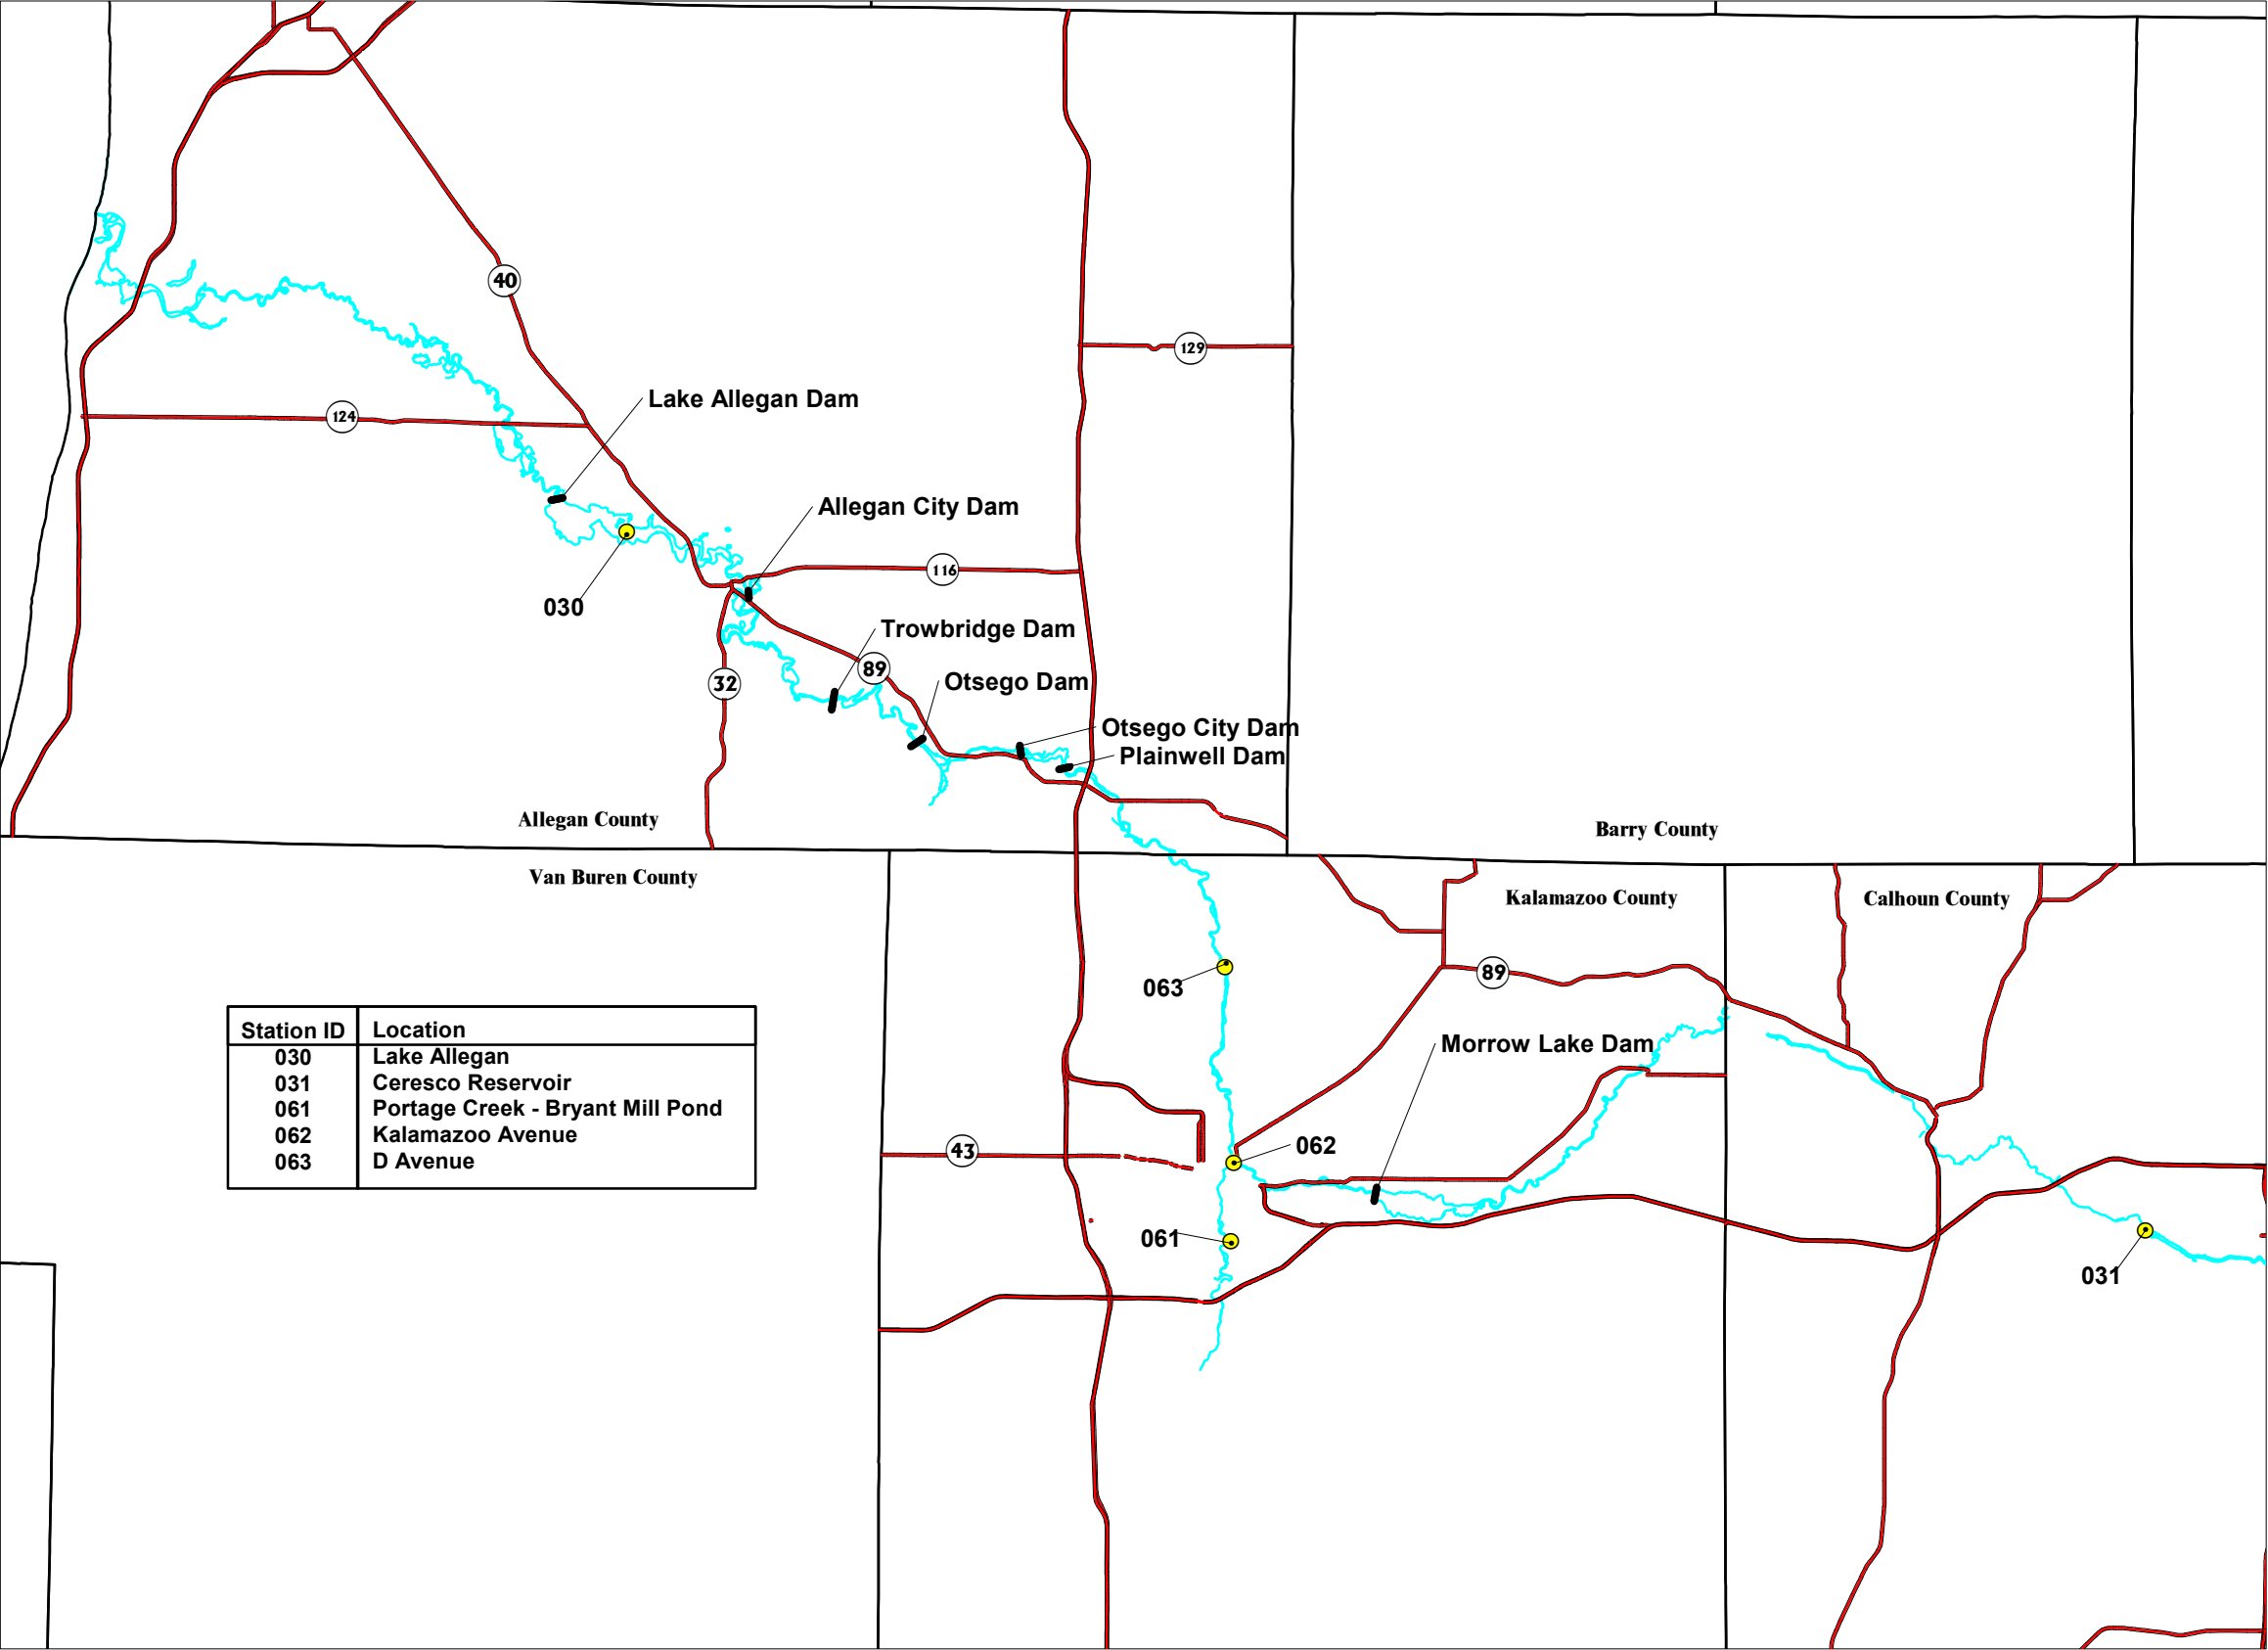 40
129
Lake Allegan Dam
124
Allegan City Dam
116
030
Trowbridge Dam
89
32
Otsego Dam
Otsego City Dam
Plainwell Dam
Allegan County
Barry County
Van Buren County
Kalamazoo County
Calhoun County
063
89
Station ID Location
030 Lake Allegan
031 Ceresco Reservoir
061 Portage Creek - Bryant Mill Pond
062 Kalamazoo Avenue
063 D Avenue
Morrow Lake Dam
43
062
061
031